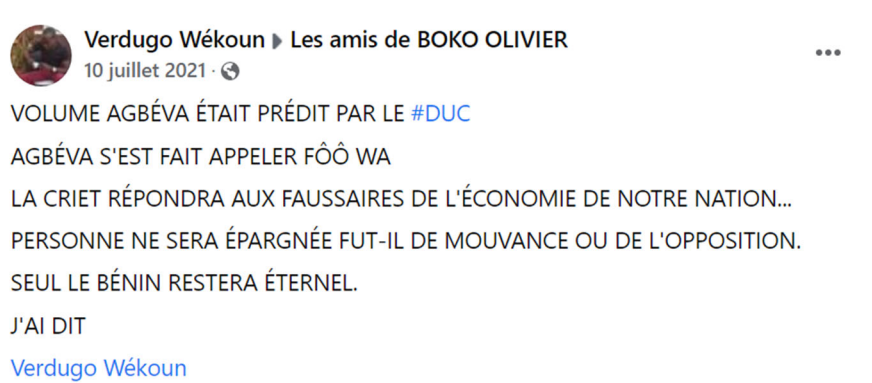 Verdugo Wékoun ▸ Les amis de BOKO OLIVIER
10 juillet 2021 ·
VOLUME AGBÉVA ÉTAIT PRÉDIT PAR LE #DUC
AGBÉVA S'EST FAIT APPELER FÔÔ WA
LA CRIET RÉPONDRA AUX FAUSSAIRES DE L'ÉCONOMIE DE NOTRE NATION...
PERSONNE NE SERA ÉPARGNÉE FUT-IL DE MOUVANCE OU DE L'OPPOSITION.
SEUL LE BÉNIN RESTERA ÉTERNEL.
J'AI DIT
Verdugo Wékoun